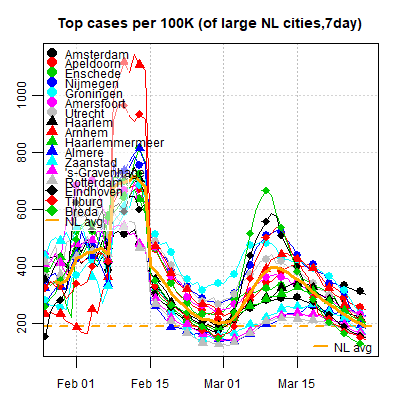 Top cases per 100K (of large NL cities,7day)
1000
800
600
400
200
Amsterdam
Apeldoorn
Enschede
Nijmegen
Groningen
Amersfoort
Utrecht
Haarlem
Arnhem
Haarlemmermeer
Almere
Zaanstad
's-Gravenhage
Rotterdam
Eindhoven
Tilburg
Breda
NL avg
NL avg
Feb 01
Feb 15
Mar 01
Mar 15